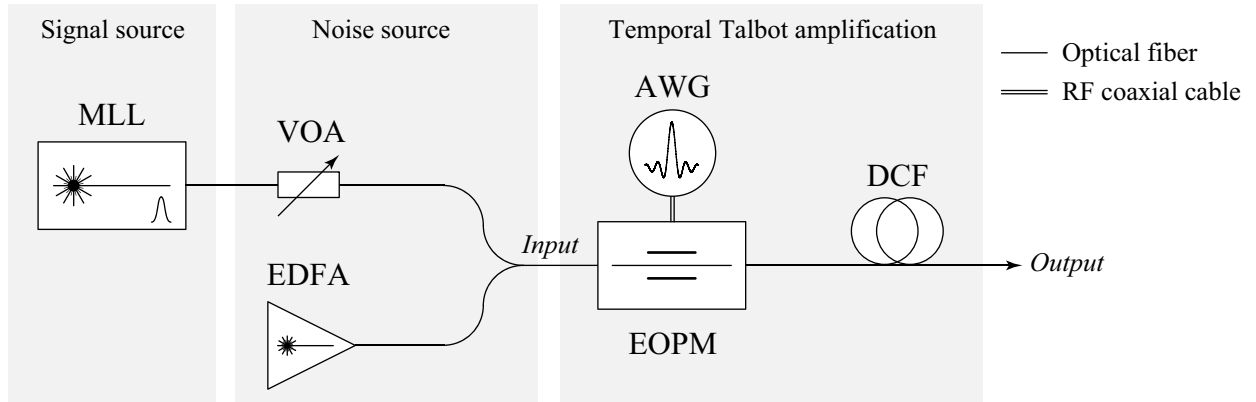 Signal source
Noise source
Temporal Talbot amplification
Optical fiber
RF coaxial cable
AWG
MLL
VOA
DCF
Input
Output
EDFA
EOPM